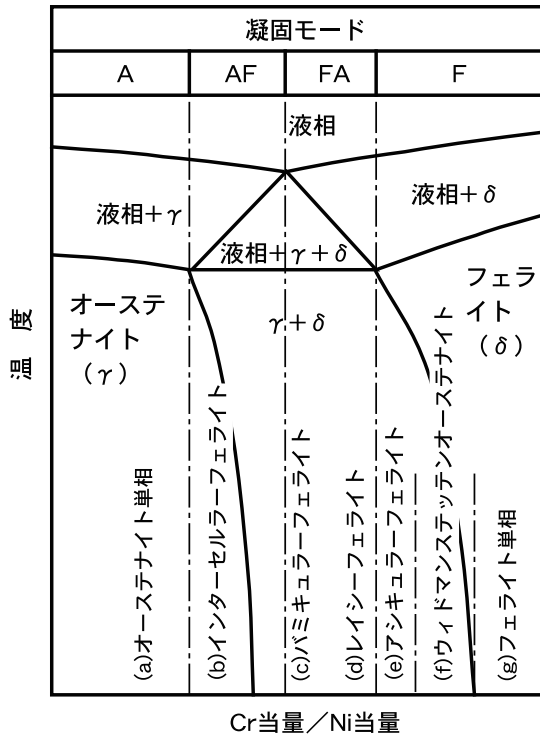 凝固モード
A
AF
FA
F
液相
液相+γ
液相+δ
液相+γ+δ
オーステ
ナイト
(γ)
γ+δ
フェラ
イト
(δ)
温度
(a)オーステナイト単相
(b)インターセルラーフェライト
(c)バミキュラーフェライト
(d)レイシーフェライト
(e)アシキュラーフェライト
(f)ウィドマンステッテンオーステナイト
(g)フェライト単相
Cr当量／Ni当量